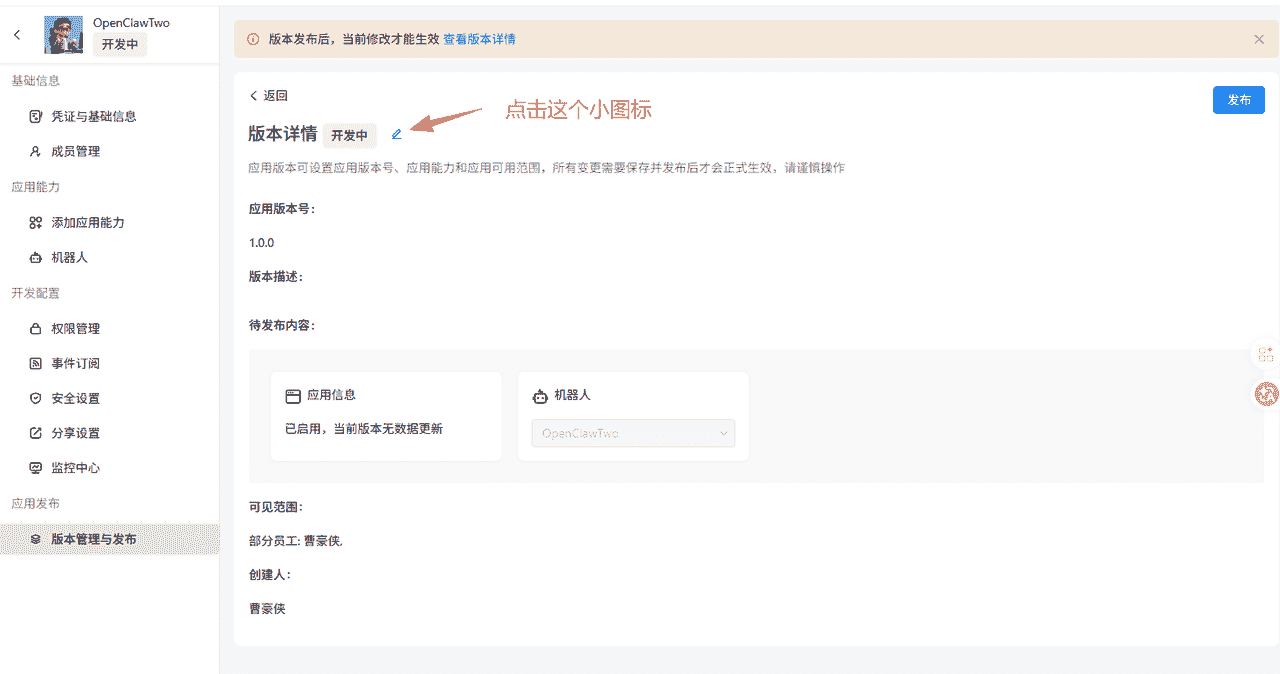 OpenClawTwo
开发中
基础信息
凭证与基础信息
成员管理
应用能力
添加应用能力
机器人
开发配置
权限管理
事件订阅
安全设置
分享设置
监控中心
应用发布
版本管理与发布
版本发布后，当前修改才能生效 查看版本详情
返回
发布
点击这个小图标
版本详情 开发中
应用版本可设置应用版本号、应用能力和应用可用范围，所有变更需要保存并发布后才会正式生效，请谨慎操作
应用版本号：
1.0.0
版本描述：
待发布内容：
应用信息
已启用，当前版本无数据更新
机器人
OpenClawTwo
可见范围：
部分员工: 曹豪侠,
创建人：
曹豪侠